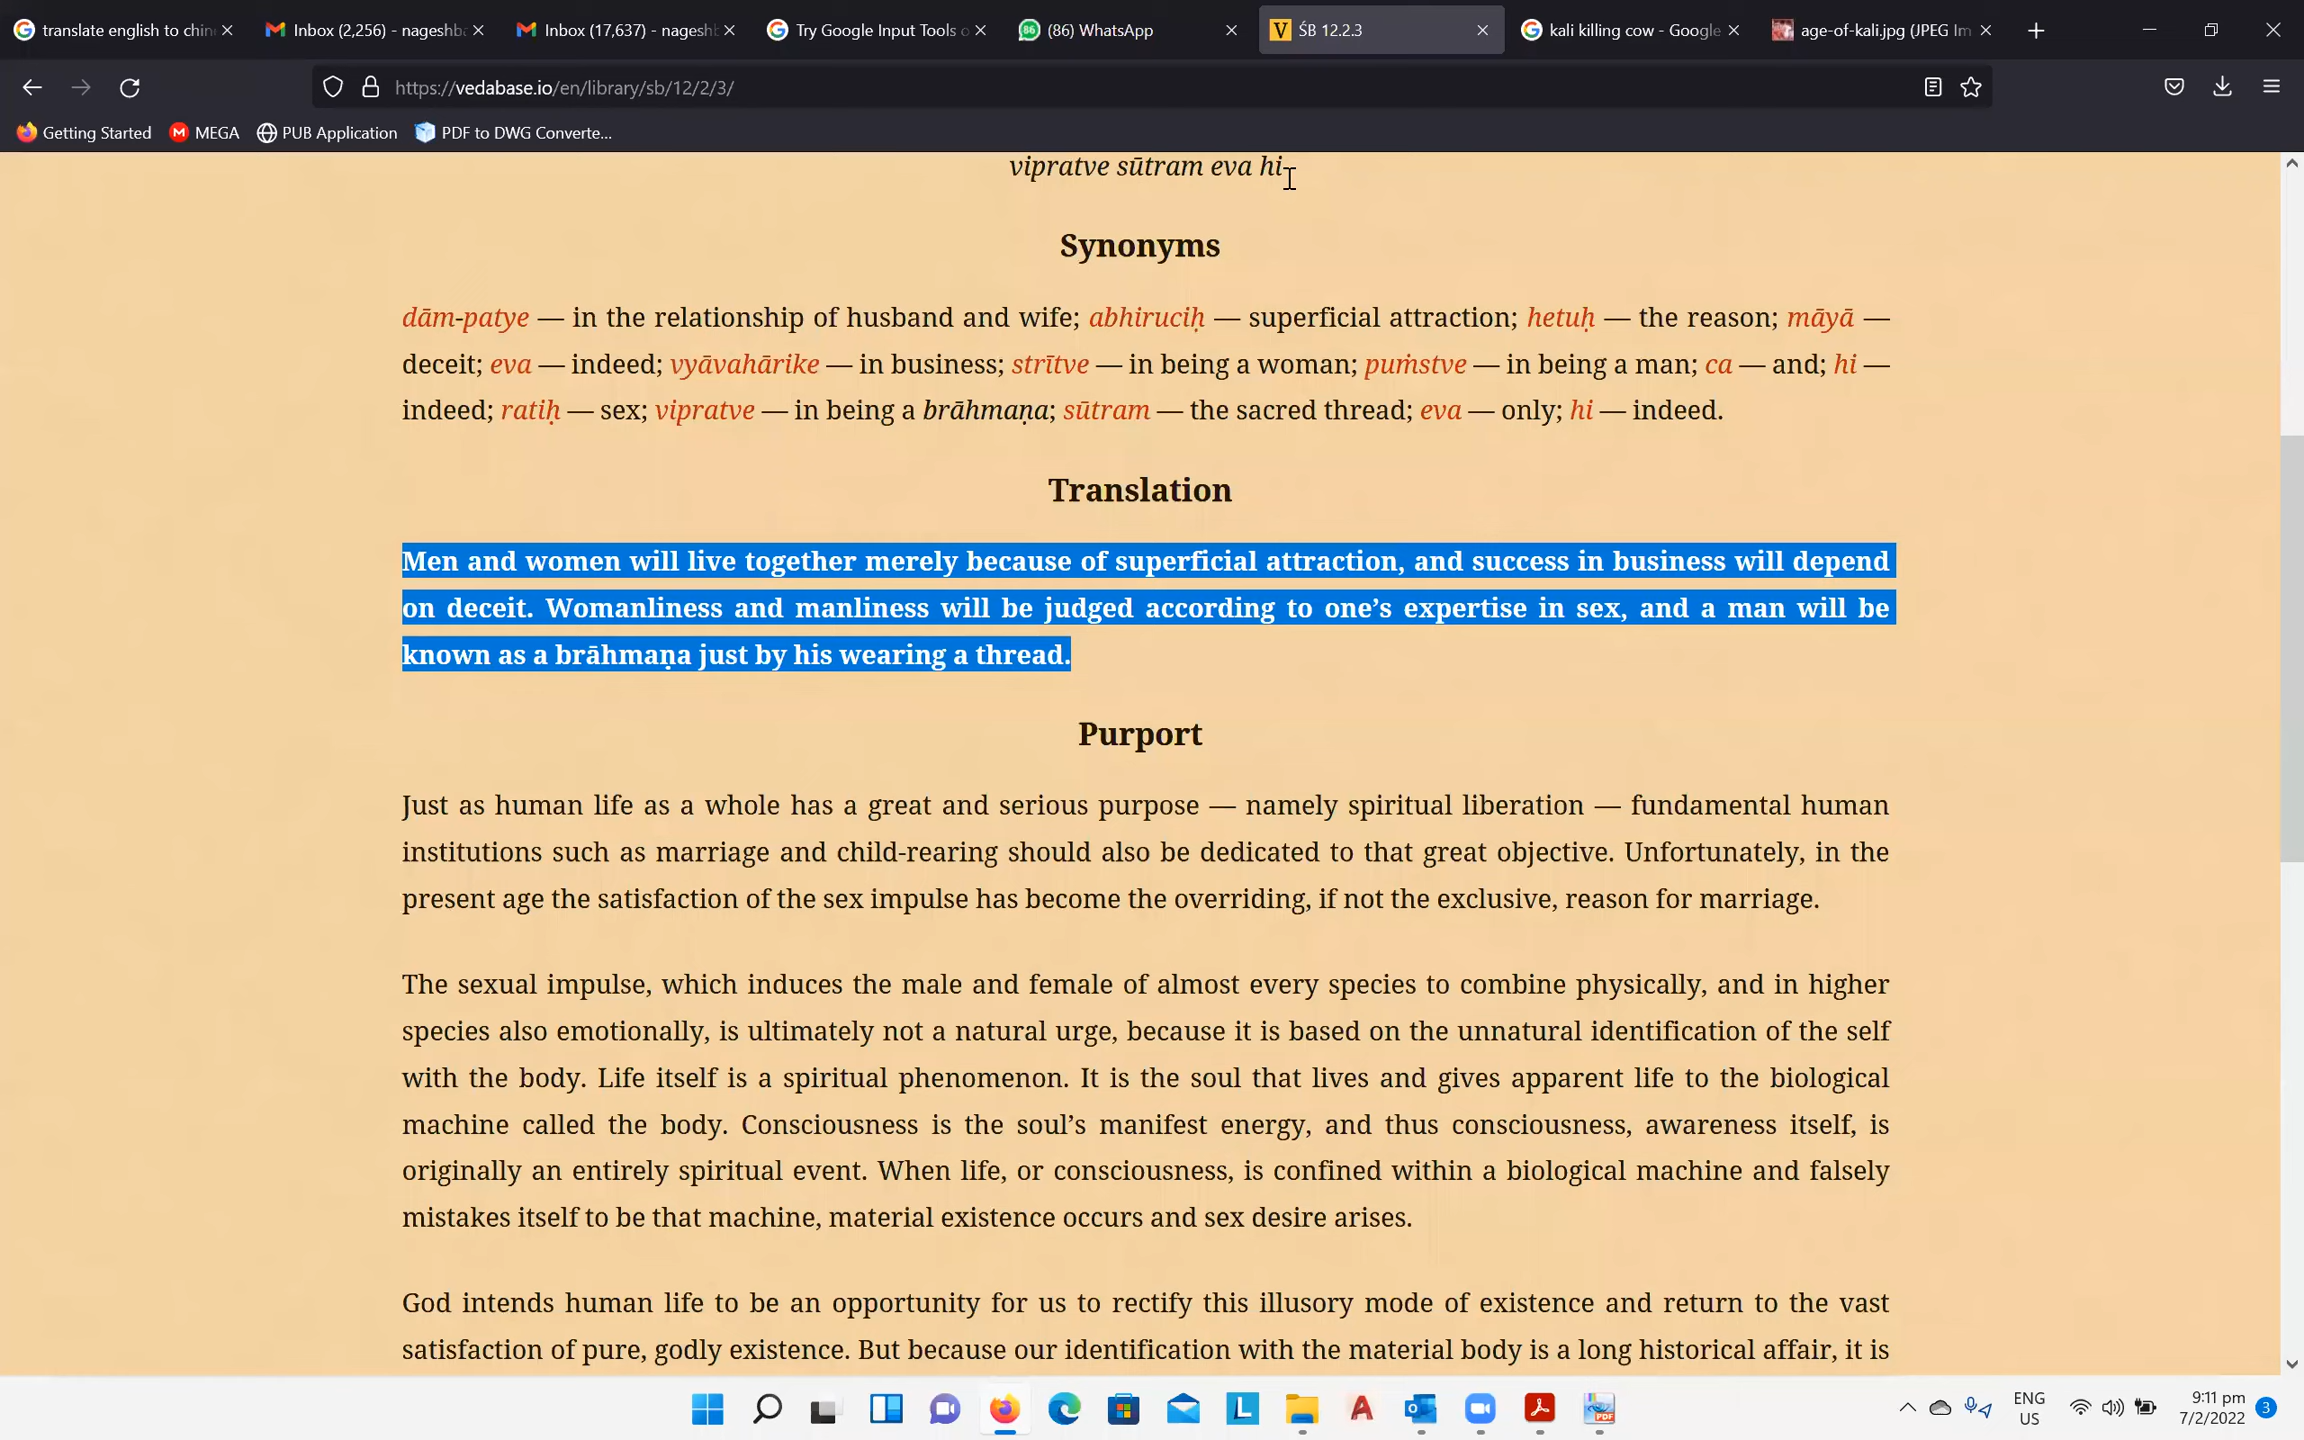 translate english to chin
Inbox (2,256) - nageshba
Inbox (17,637) - nageshb
Try Google Input Tools o
86
(86) WhatsApp
V
ŚB 12.2.3
kali killing cow - Google
age-of-kali.jpg (JPEG Im
https://vedabase.io/en/library/sb/12/2/3/
Getting Started
MEGA
PUB Application
PDF to DWG Converte...
vipratve sūtram eva hi
Synonyms
dām-patye — in the relationship of husband and wife; abhiruciḥ — superficial attraction; hetuḥ — the reason; māyā —
deceit; eva — indeed; vyāvahārike — in business; strītve — in being a woman; puṁstve — in being a man; ca — and; hi —
indeed; ratiḥ — sex; vipratve — in being a brāhmaṇa; sūtram — the sacred thread; eva — only; hi — indeed.
Translation
Men and women will live together merely because of superficial attraction, and success in business will depend
on deceit. Womanliness and manliness will be judged according to one’s expertise in sex, and a man will be
known as a brāhmaṇa just by his wearing a thread.
Purport
Just as human life as a whole has a great and serious purpose — namely spiritual liberation — fundamental human
institutions such as marriage and child-rearing should also be dedicated to that great objective. Unfortunately, in the
present age the satisfaction of the sex impulse has become the overriding, if not the exclusive, reason for marriage.
The sexual impulse, which induces the male and female of almost every species to combine physically, and in higher
species also emotionally, is ultimately not a natural urge, because it is based on the unnatural identification of the self
with the body. Life itself is a spiritual phenomenon. It is the soul that lives and gives apparent life to the biological
machine called the body. Consciousness is the soul’s manifest energy, and thus consciousness, awareness itself, is
originally an entirely spiritual event. When life, or consciousness, is confined within a biological machine and falsely
mistakes itself to be that machine, material existence occurs and sex desire arises.
God intends human life to be an opportunity for us to rectify this illusory mode of existence and return to the vast
satisfaction of pure, godly existence. But because our identification with the material body is a long historical affair, it is
L
A
PDF
ENG
US
9:11 pm
7/2/2022
3